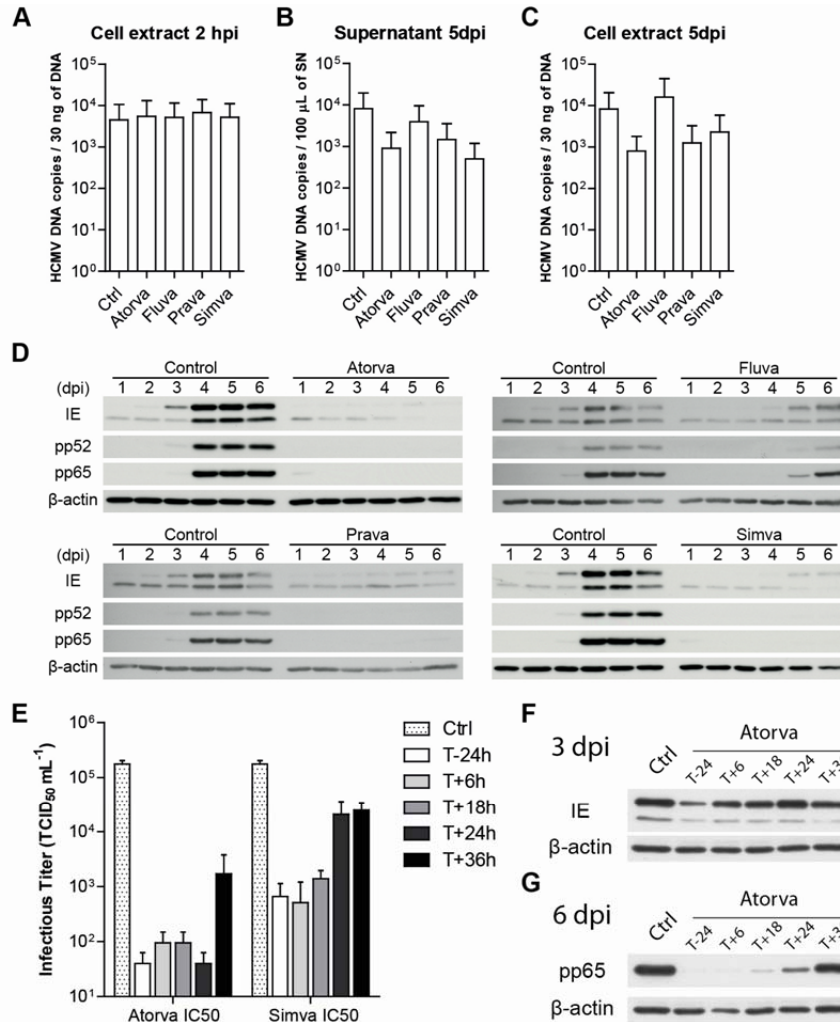 A
Cell extract 2 hpi
HCMV DNA copies / 30 ng of DNA
10⁵
10⁴
10³
10²
10¹
10⁰
Ctrl
Atorva
Fluva
Prava
Simva
B
Supernatant 5dpi
HCMV DNA copies / 100 µL of SN
10⁵
10⁴
10³
10²
10¹
10⁰
Ctrl
Atorva
Fluva
Prava
Simva
C
Cell extract 5dpi
HCMV DNA copies / 30 ng of DNA
10⁵
10⁴
10³
10²
10¹
10⁰
Ctrl
Atorva
Fluva
Prava
Simva
D
Control Atorva
(dpi) 1 2 3 4 5 6 1 2 3 4 5 6
IE
pp52
pp65
β-actin
Control Fluva
1 2 3 4 5 6 1 2 3 4 5 6
Control Prava
(dpi) 1 2 3 4 5 6 1 2 3 4 5 6
IE
pp52
pp65
β-actin
Control Simva
1 2 3 4 5 6 1 2 3 4 5 6
E
Infectious Titer (TCID₅₀ mL⁻¹)
10⁶
10⁵
10⁴
10³
10²
10¹
Atorva IC50 Simva IC50
Ctrl
T-24h
T+6h
T+18h
T+24h
T+36h
F
3 dpi
Atorva
Ctrl T-24 T+6 T+18 T+24
IE
β-actin
G
6 dpi
Atorva
Ctrl T-24 T+6 T+18 T+24
pp65
β-actin